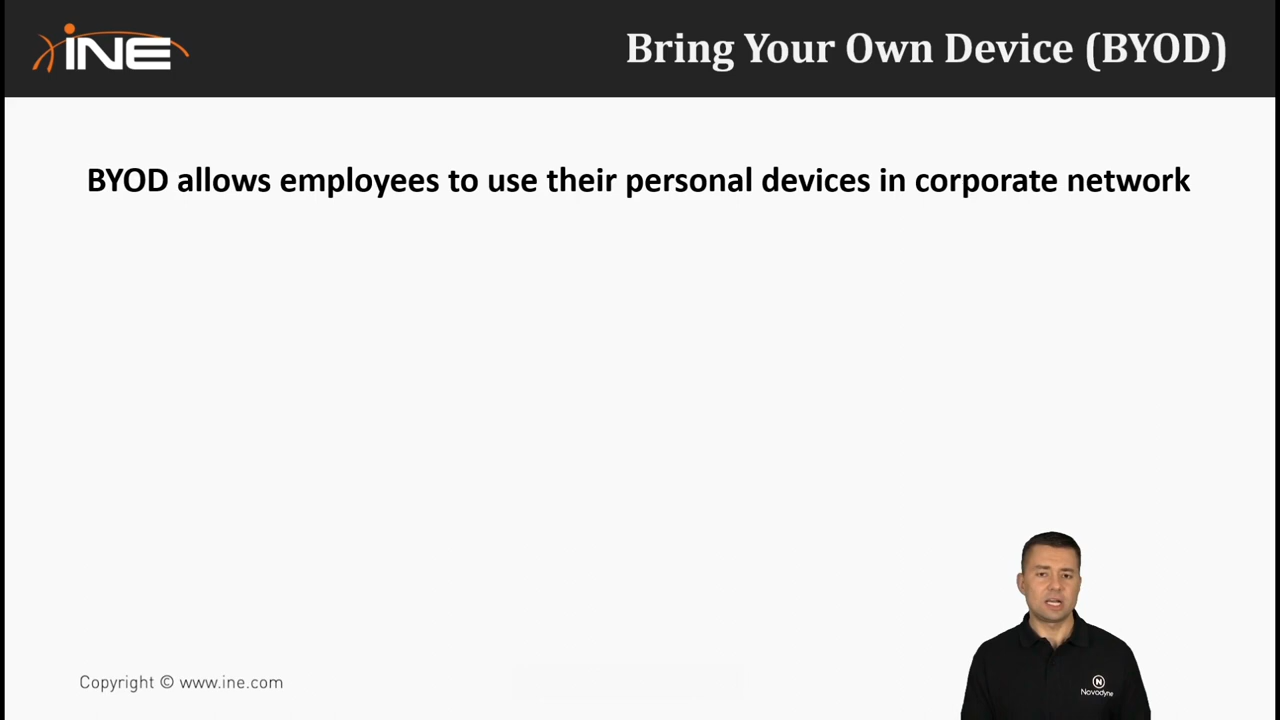 INE
Bring Your Own Device (BYOD)
BYOD allows employees to use their personal devices in corporate network
N
Novodyne
Copyright © www.ine.com